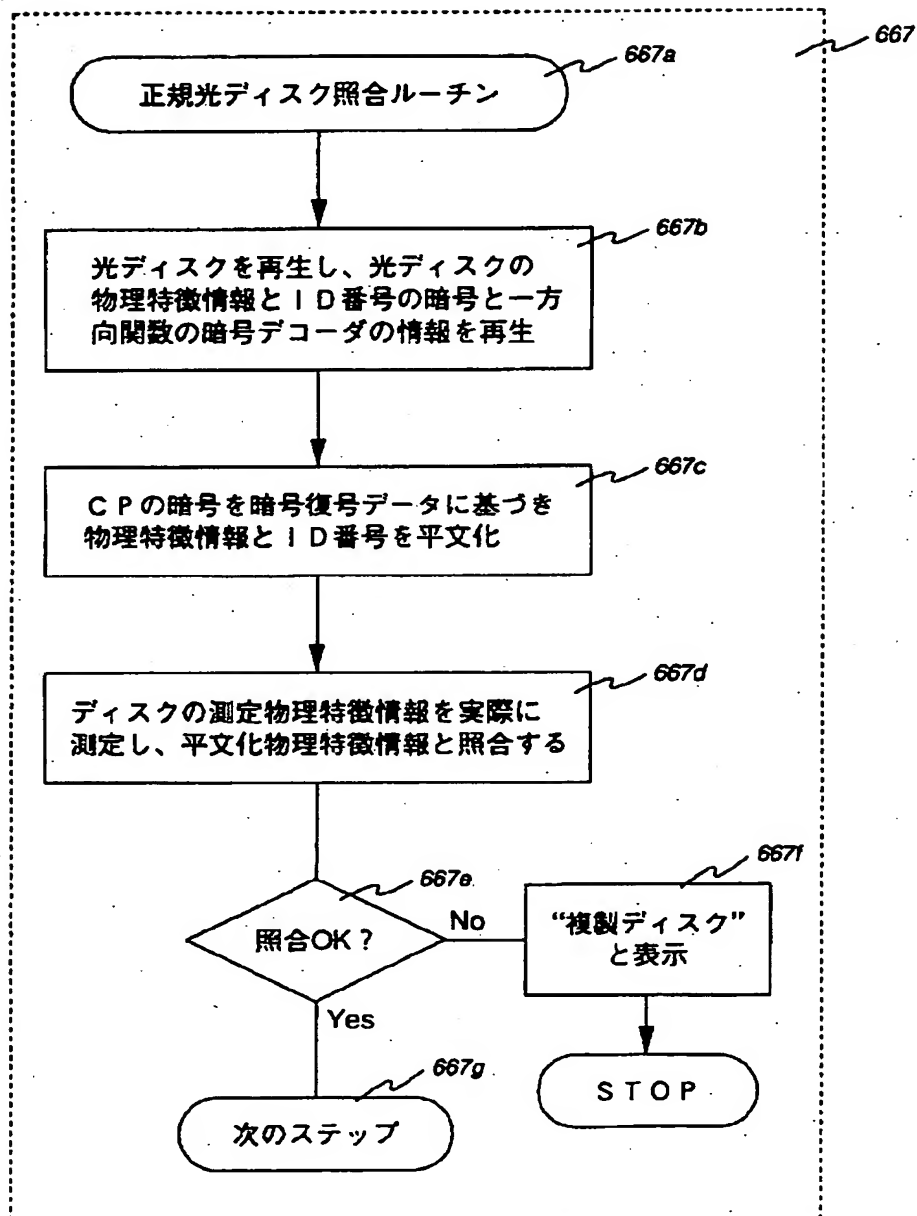 667
667a
正規光ディスク照合ルーチン
667b
光ディスクを再生し、光ディスクの
物理特徴情報とID番号の暗号と一方
向関数の暗号デコーダの情報を再生
667c
CPの暗号を暗号復号データに基づき
物理特徴情報とID番号を平文化
667d
ディスクの測定物理特徴情報を実際に
測定し、平文化物理特徴情報と照合する
667e
照合OK?
No
667f
“複製ディスク”
と表示
Yes
667g
次のステップ
STOP